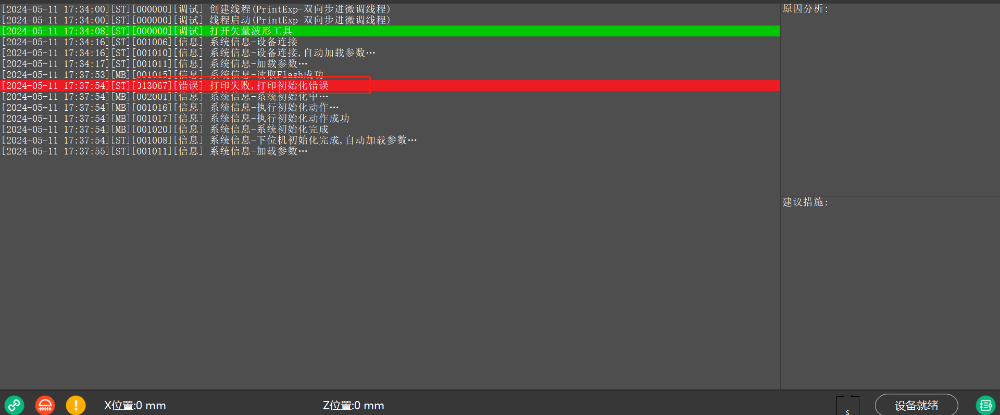 [2024-05-11 17:34:00][ST][000000][调试] 创建线程(PrintExp-双向步进微调线程)
[2024-05-11 17:34:00][ST][000000][调试] 线程启动(PrintExp-双向步进微调线程)
[2024-05-11 17:34:08][ST][000000][调试] 打开矢量波形工具
[2024-05-11 17:34:16][ST][001006][信息] 系统信息-设备连接
[2024-05-11 17:34:16][ST][001010][信息] 系统信息-设备连接,自动加载参数…
[2024-05-11 17:34:17][ST][001011][信息] 系统信息-加载参数…
[2024-05-11 17:37:53][MB][001015][信息] 系统信息-读取Flash成功
[2024-05-11 17:37:54][ST][013067][错误] 打印失败,打印初始化错误
[2024-05-11 17:37:54][MB][002001][信息] 系统信息-系统初始化中…
[2024-05-11 17:37:54][MB][001016][信息] 系统信息-执行初始化动作…
[2024-05-11 17:37:54][MB][001017][信息] 系统信息-执行初始化动作成功
[2024-05-11 17:37:54][MB][001020][信息] 系统信息-系统初始化完成
[2024-05-11 17:37:54][ST][001008][信息] 系统信息-下位机初始化完成,自动加载参数…
[2024-05-11 17:37:55][ST][001011][信息] 系统信息-加载参数…
原因分析:
建议措施:
X位置:0 mm
Z位置:0 mm
S
设备就绪